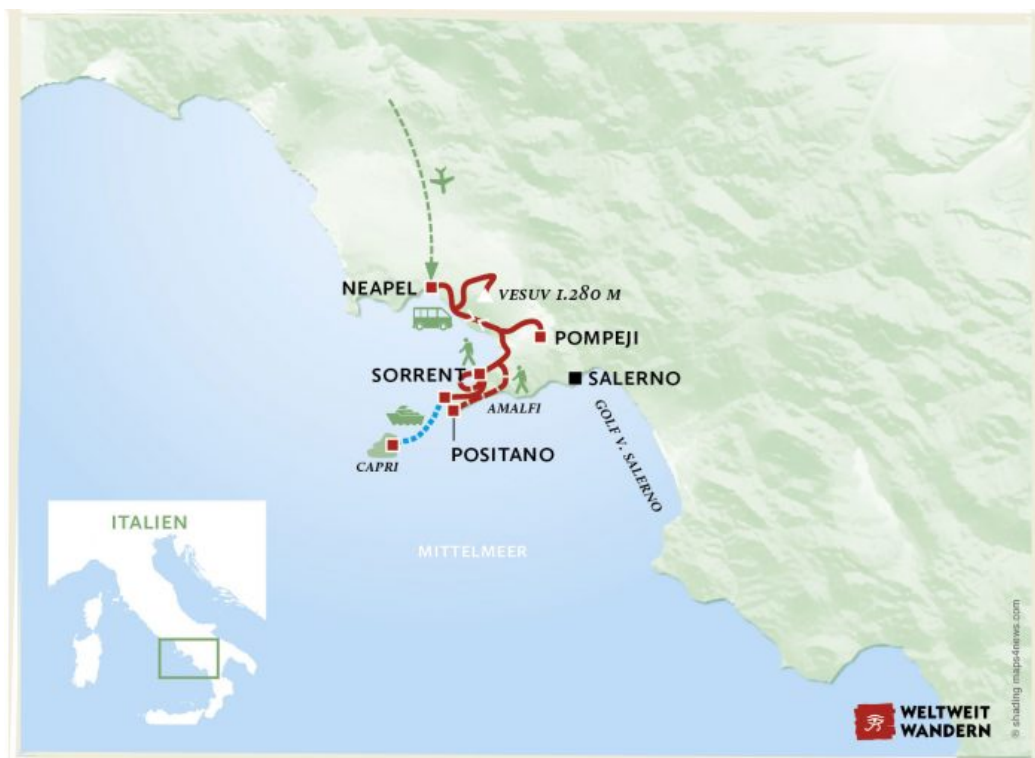 NEAPEL
VESUV 1.280 M
POMPEJI
SORRENT
SALERNO
AMALFI
GOLF V. SALERNO
POSITANO
CAPRI
ITALIEN
MITTELMEER
WELTWEIT
WANDERN
© shading maps4news.com